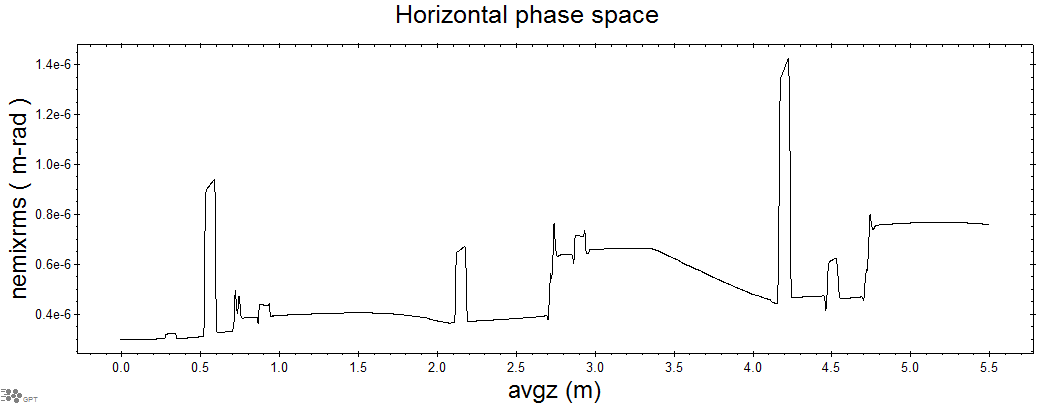 Horizontal phase space
nemixrms ( m-rad )
1.4e-6
1.2e-6
1.0e-6
0.8e-6
0.6e-6
0.4e-6
0.0 0.5 1.0 1.5 2.0 2.5 3.0 3.5 4.0 4.5 5.0 5.5
avgz (m)
GPT